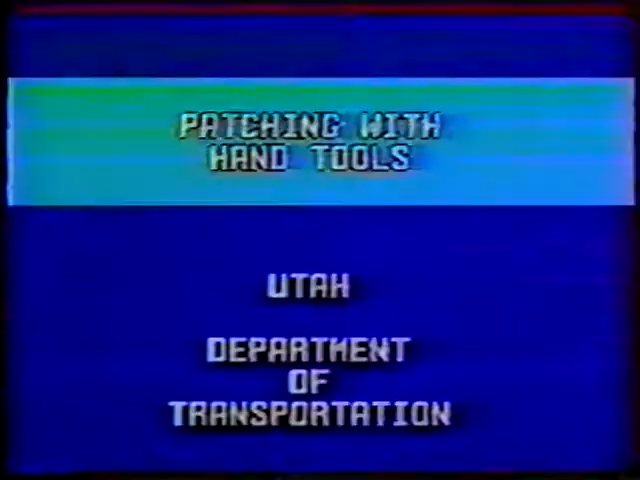 PATCHING WITH
HAND TOOLS
UTAH
DEPARTMENT
OF
TRANSPORTATION